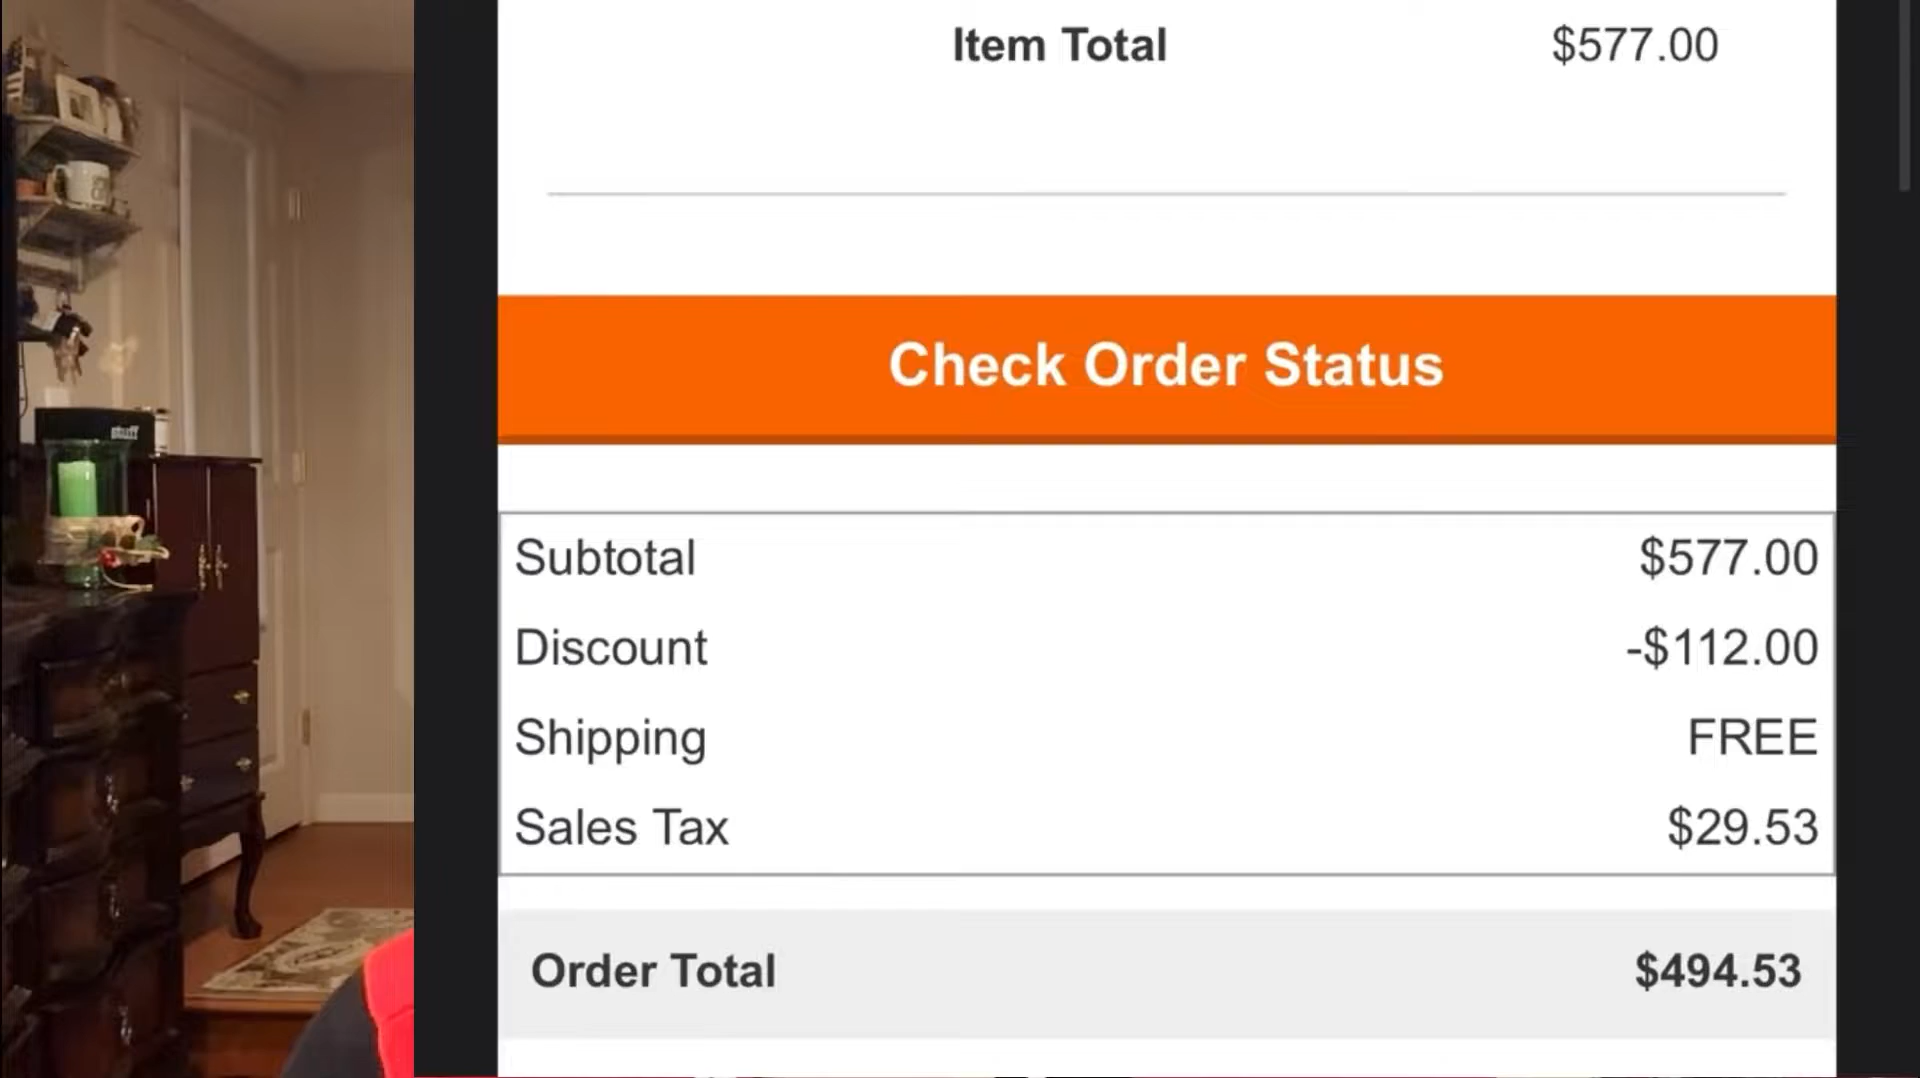 Item Total $577.00
Check Order Status
Subtotal $577.00
Discount -$112.00
Shipping FREE
Sales Tax $29.53
Order Total $494.53